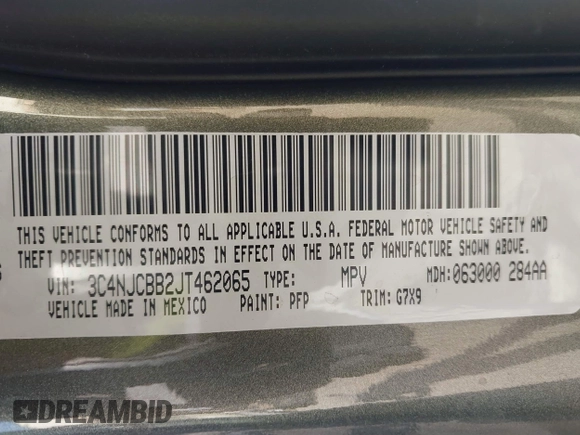 THIS VEHICLE CONFORMS TO ALL APPLICABLE U.S.A. FEDERAL MOTOR VEHICLE SAFETY AND
THEFT PREVENTION STANDARDS IN EFFECT ON THE DATE OF MANUFACTURE SHOWN ABOVE.
VIN: 3C4NJCBB2JT462065 TYPE: MPV MDH:063000 284AA
VEHICLE MADE IN MEXICO PAINT: PFP TRIM: G7X9
DREAMBID